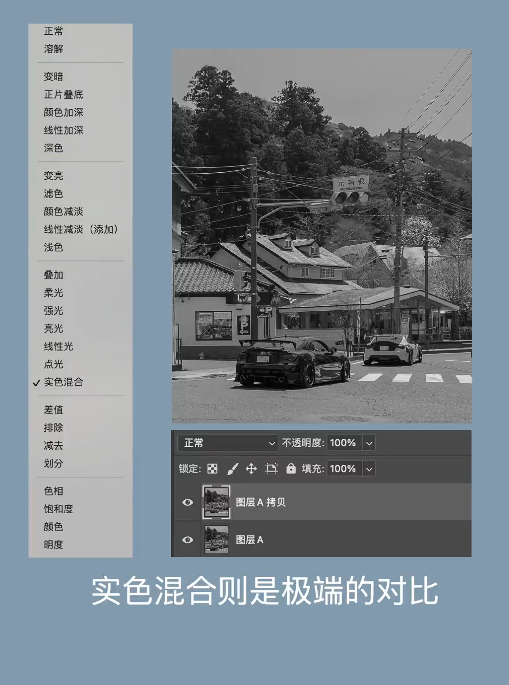 正常
溶解
变暗
正片叠底
颜色加深
线性加深
深色
变亮
滤色
颜色减淡
线性减淡（添加）
浅色
叠加
柔光
强光
亮光
线性光
点光
实色混合
差值
排除
减去
划分
色相
饱和度
颜色
明度
P
P
正常 不透明度: 100%
锁定: 填充: 100%
图层 A 拷贝
图层 A
实色混合则是极端的对比